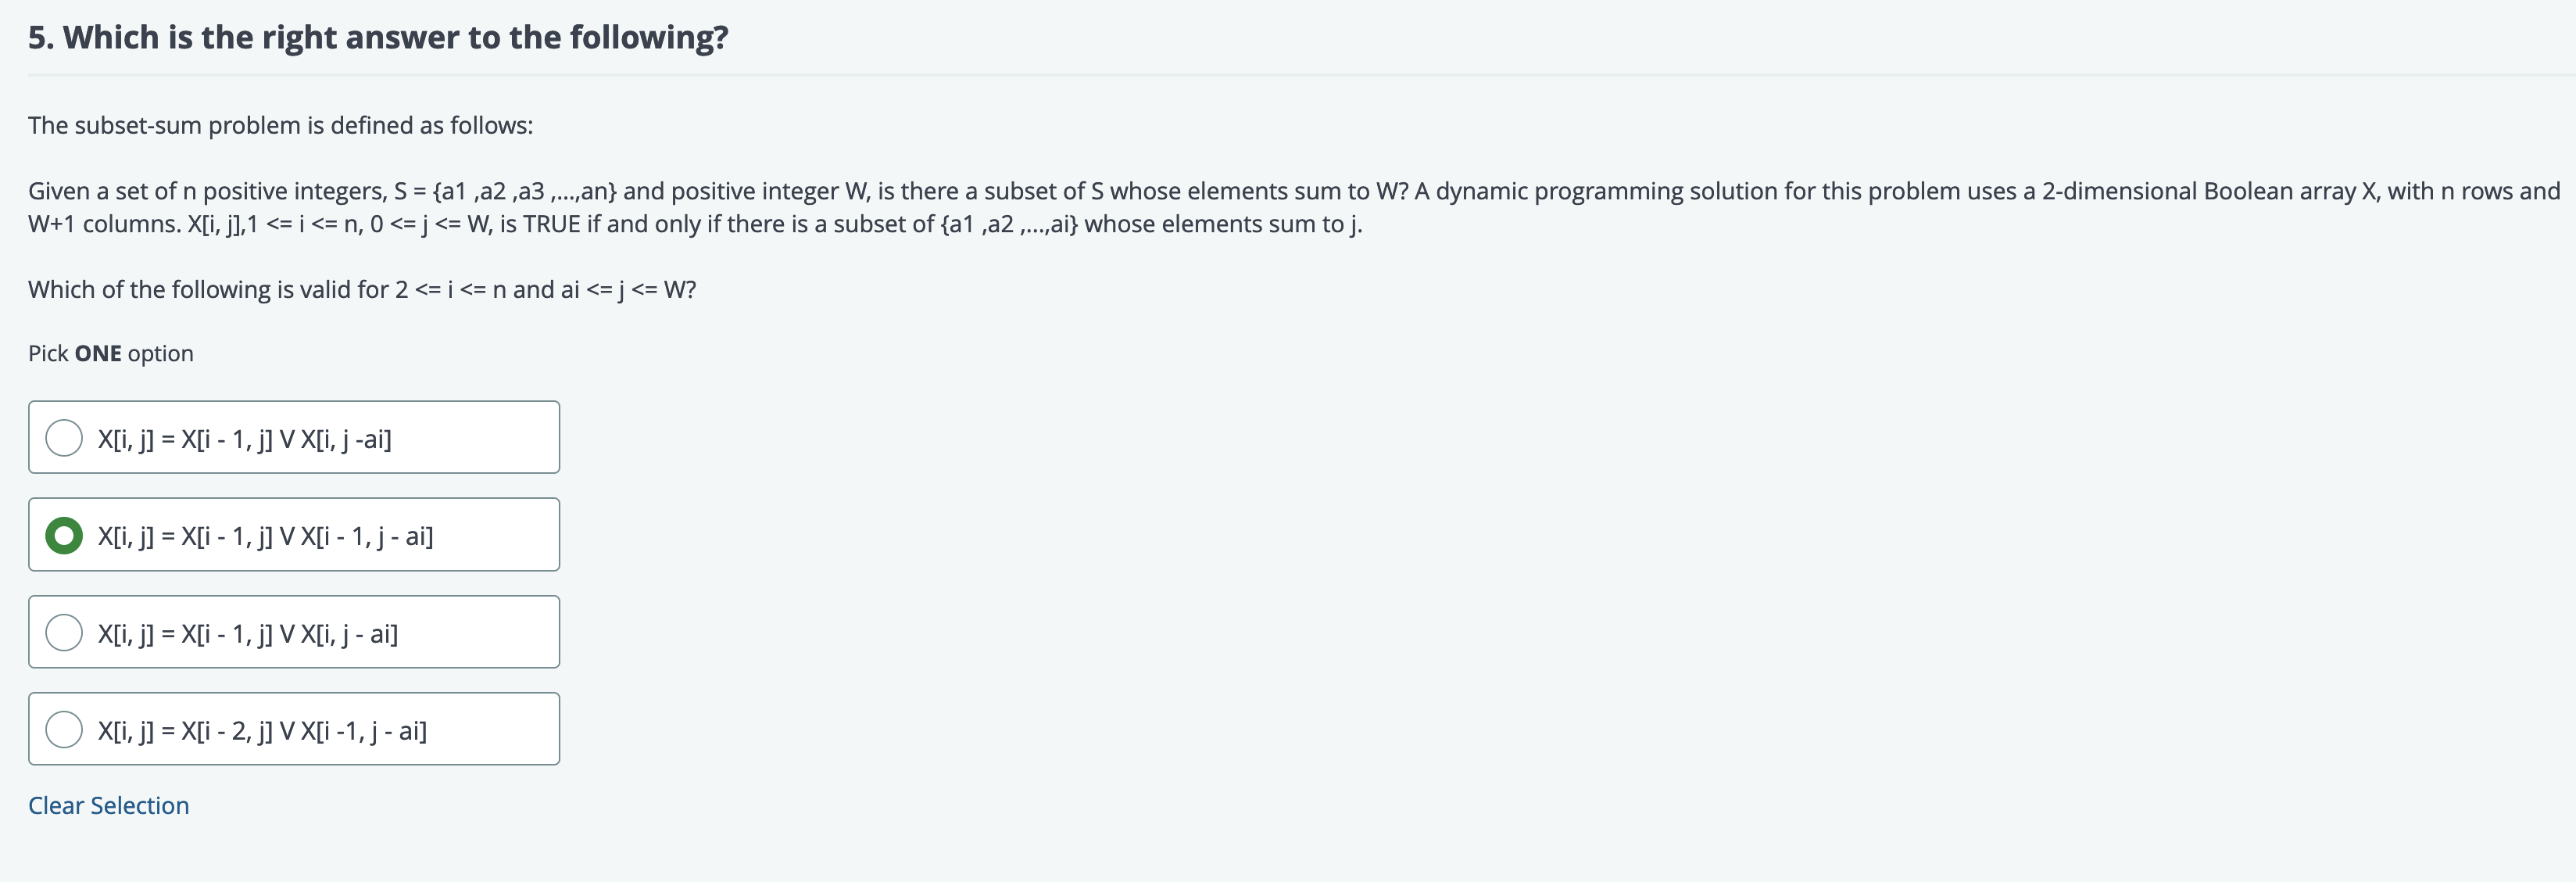 5. Which is the right answer to the following?
The subset-sum problem is defined as follows:
Given a set of n positive integers, S = {a1 ,a2 ,a3 ,...,an} and positive integer W, is there a subset of S whose elements sum to W? A dynamic programming solution for this problem uses a 2-dimensional Boolean array X, with n rows and
W+1 columns. X[i, j],1 <= i <= n, 0 <= j <= W, is TRUE if and only if there is a subset of {a1 ,a2 ,...,ai} whose elements sum to j.
Which of the following is valid for 2 <= i <= n and ai <= j <= W?
Pick ONE option
X[i, j] = X[i - 1, j] V X[i, j -ai]
X[i, j] = X[i - 1, j] V X[i - 1, j - ai]
X[i, j] = X[i - 1, j] V X[i, j - ai]
X[i, j] = X[i - 2, j] V X[i -1, j - ai]
Clear Selection